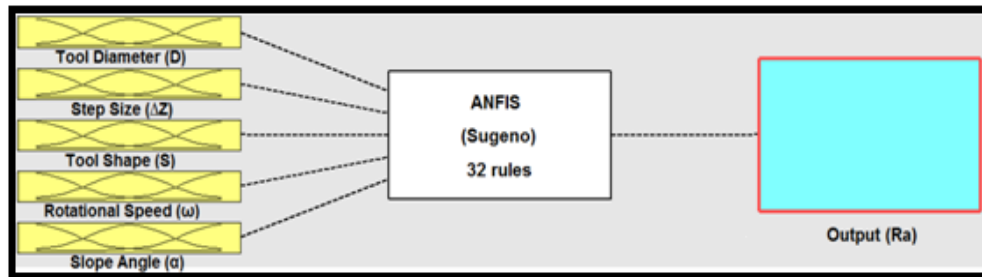 Tool Diameter (D)
Step Size (ΔZ)
Tool Shape (S)
Rotational Speed (ω)
Slope Angle (α)
ANFIS
(Sugeno)
32 rules
Output (Ra)